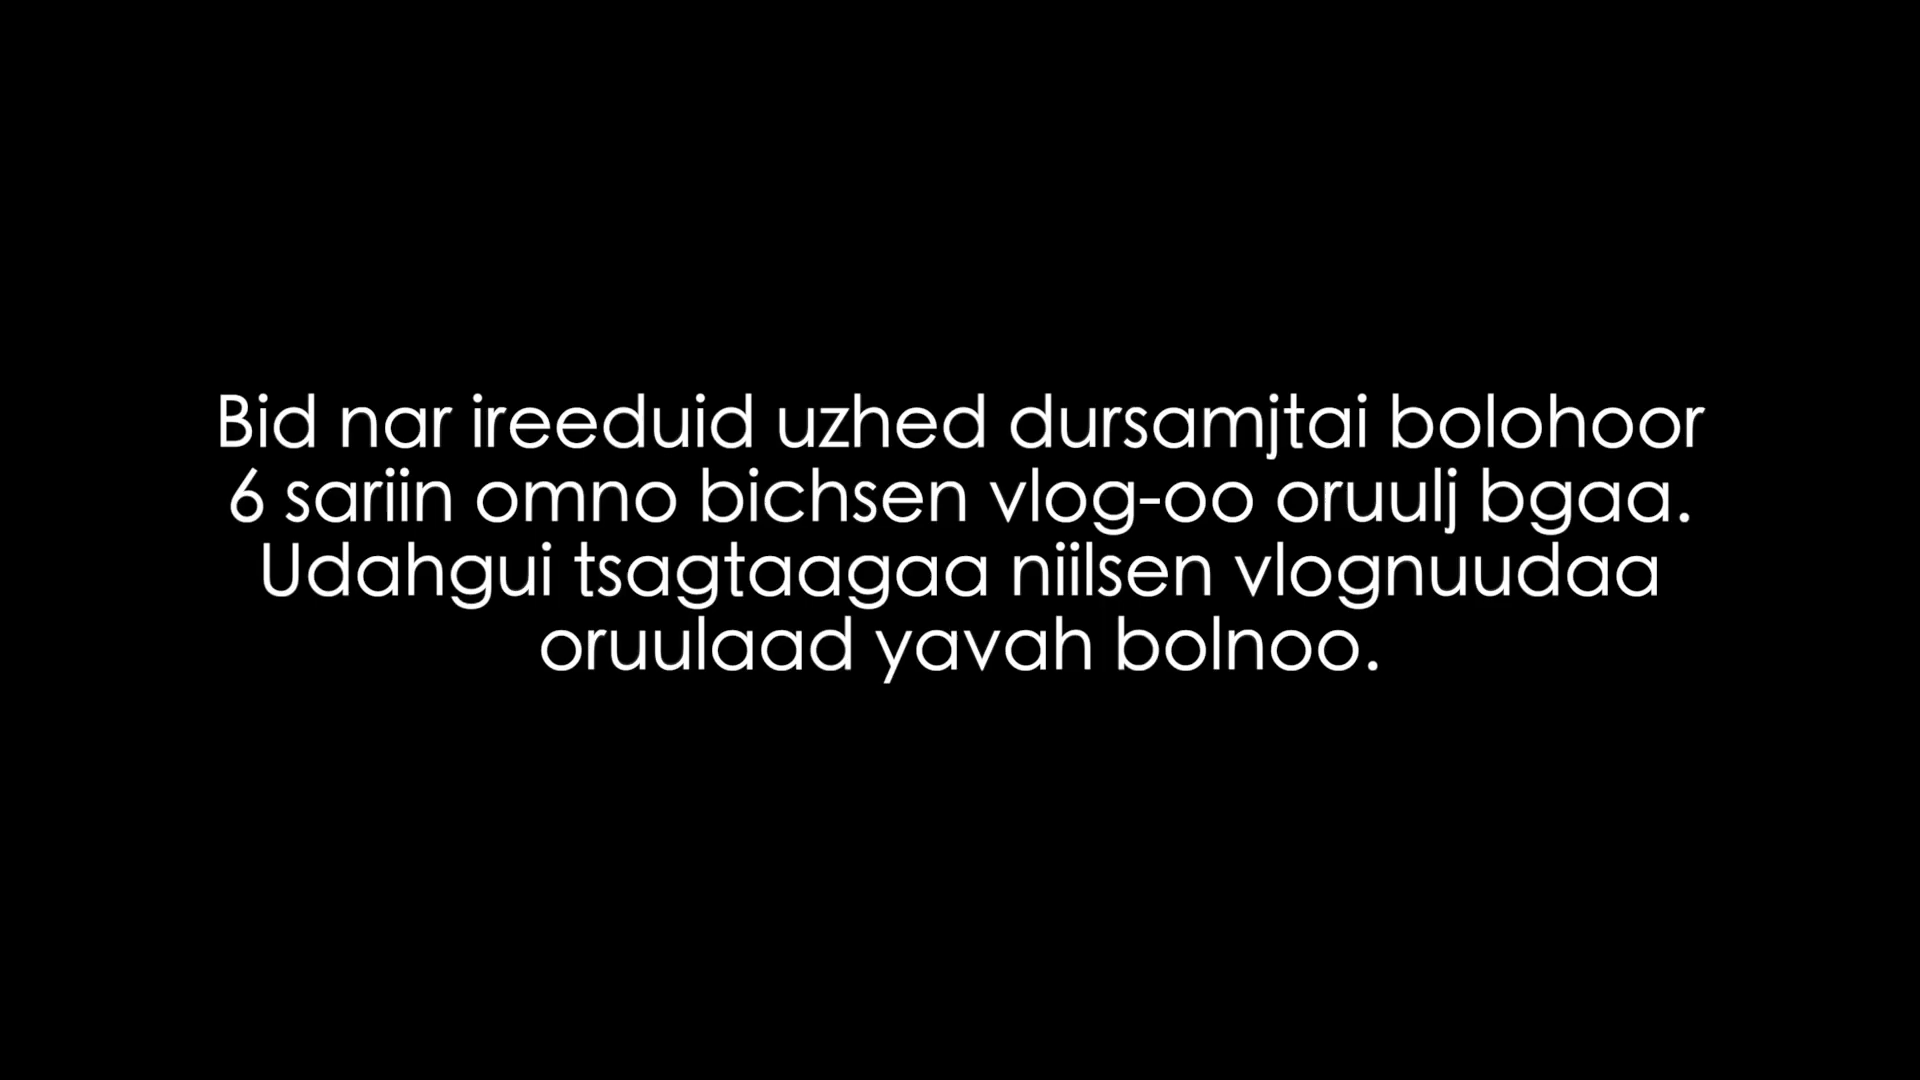 Bid nar ireeduid uzhed dursamjtai bolohoor
6 sariin omno bichsen vlog-oo oruulj bgaa.
Udahgui tsagtaagaa niilsen vlognuudaa
oruulaad yavah bolnoo.